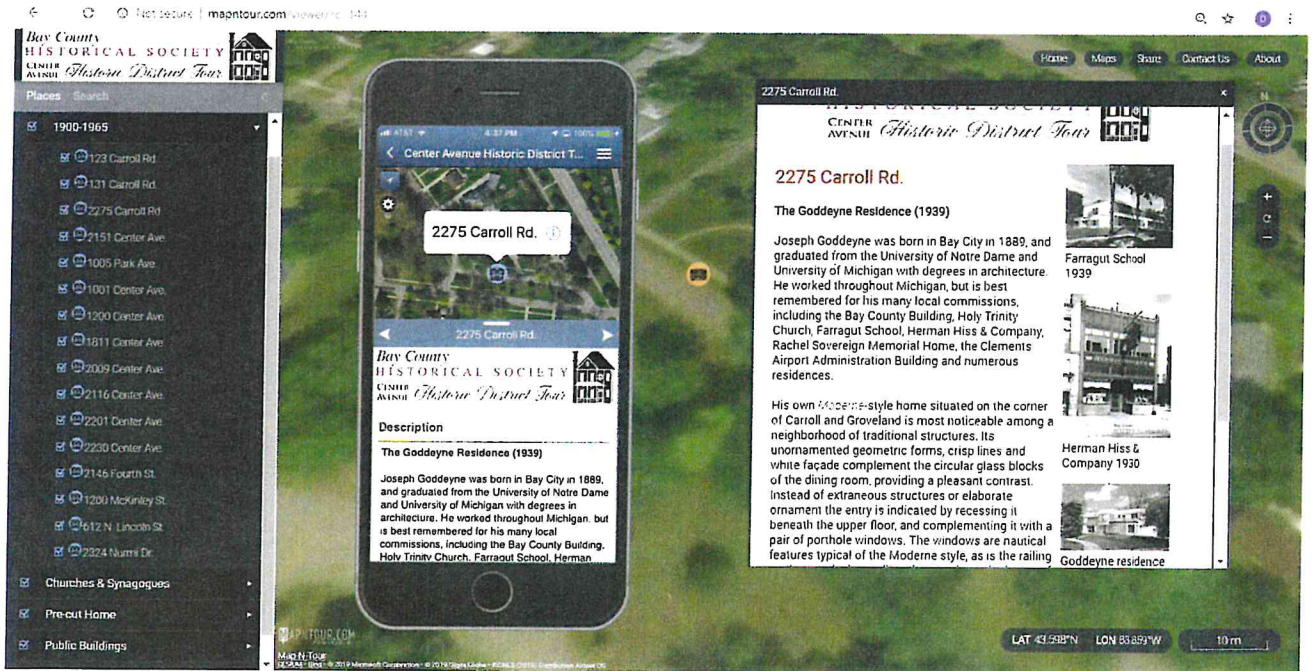 Not secure | mapntour.com
Bay County
HISTORICAL SOCIETY
CENTER AVENUE Historic District Tour
Places Search
1900-1965
123 Carroll Rd.
131 Carroll Rd.
2275 Carroll Rd
2151 Center Ave.
1005 Park Ave
1001 Center Ave.
1200 Center Ave.
1811 Center Ave
2009 Center Ave.
2116 Center Ave.
2201 Center Ave.
2230 Center Ave.
2146 Fourth St.
1200 McKinley St.
612 N. Lincoln St.
2324 Nurmi Dr.
Churches & Synagogues
Pre-cut Home
Public Buildings
AT&T 4:37 PM 100%
Center Avenue Historic District T...
2275 Carroll Rd.
2275 Carroll Rd.
Bay County
HISTORICAL SOCIETY
CENTER AVENUE Historic District Tour
Description
The Goddeyne Residence (1939)
Joseph Goddeyne was born in Bay City in 1889,
and graduated from the University of Notre Dame
and University of Michigan with degrees in
architecture. He worked throughout Michigan, but
is best remembered for his many local
commissions, including the Bay County Building,
Holy Trinity Church, Farragut School, Herman
MAPNTOUR.COM
Map-N-Tour
Home Maps Share Contact Us About
2275 Carroll Rd. x
HISTORICAL SOCIETY
CENTER AVENUE Historic District Tour
2275 Carroll Rd.
The Goddeyne Residence (1939)
Joseph Goddeyne was born in Bay City in 1889, and
graduated from the University of Notre Dame and
University of Michigan with degrees in architecture.
He worked throughout Michigan, but is best
remembered for his many local commissions,
including the Bay County Building, Holy Trinity
Church, Farragut School, Herman Hiss & Company,
Rachel Sovereign Memorial Home, the Clements
Airport Administration Building and numerous
residences.
His own Moderne-style home situated on the corner
of Carroll and Groveland is most noticeable among a
neighborhood of traditional structures. Its
unornamented geometric forms, crisp lines and
white façade complement the circular glass blocks
of the dining room, providing a pleasant contrast.
Instead of extraneous structures or elaborate
ornament the entry is indicated by recessing it
beneath the upper floor, and complementing it with a
pair of porthole windows. The windows are nautical
features typical of the Moderne style, as is the railing
Farragut School
1939
Herman Hiss &
Company 1930
Goddeyne residence
N
D
LAT 43.598°N LON 83.859°W 10 m